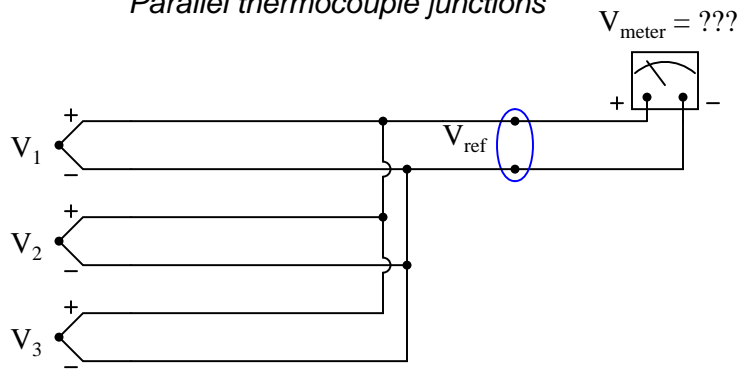 Parallel thermocouple junctions
V_meter = ???
+ −
+
V_ref
V_1
−
+
V_2
−
+
V_3
−